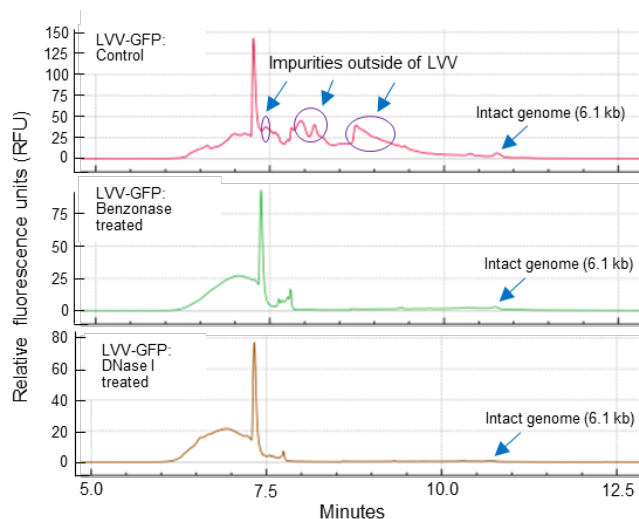 LVV-GFP:
Control
Impurities outside of LVV
Intact genome (6.1 kb)
150
125
100
75
50
25
0
LVV-GFP:
Benzonase
treated
Intact genome (6.1 kb)
75
50
25
0
LVV-GFP:
DNase I
treated
Intact genome (6.1 kb)
80
60
40
20
0
Relative fluorescence units (RFU)
5.0 7.5 10.0 12.5
Minutes